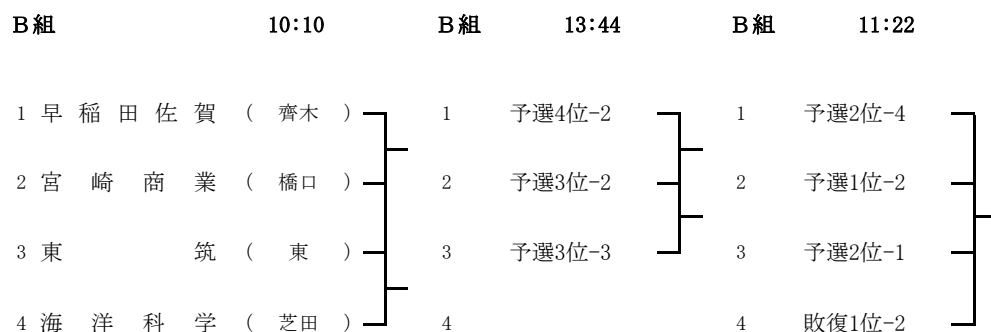 B組 10:10 B組 13:44 B組 11:22
1 早稲田佐賀 ( 齊木 ) 1 予選4位-2 1 予選2位-4
2 宮崎商業 ( 橋口 ) 2 予選3位-2 2 予選1位-2
3 東筑 ( 東 ) 3 予選3位-3 3 予選2位-1
4 海洋科学 ( 芝田 ) 4 4 敗復1位-2